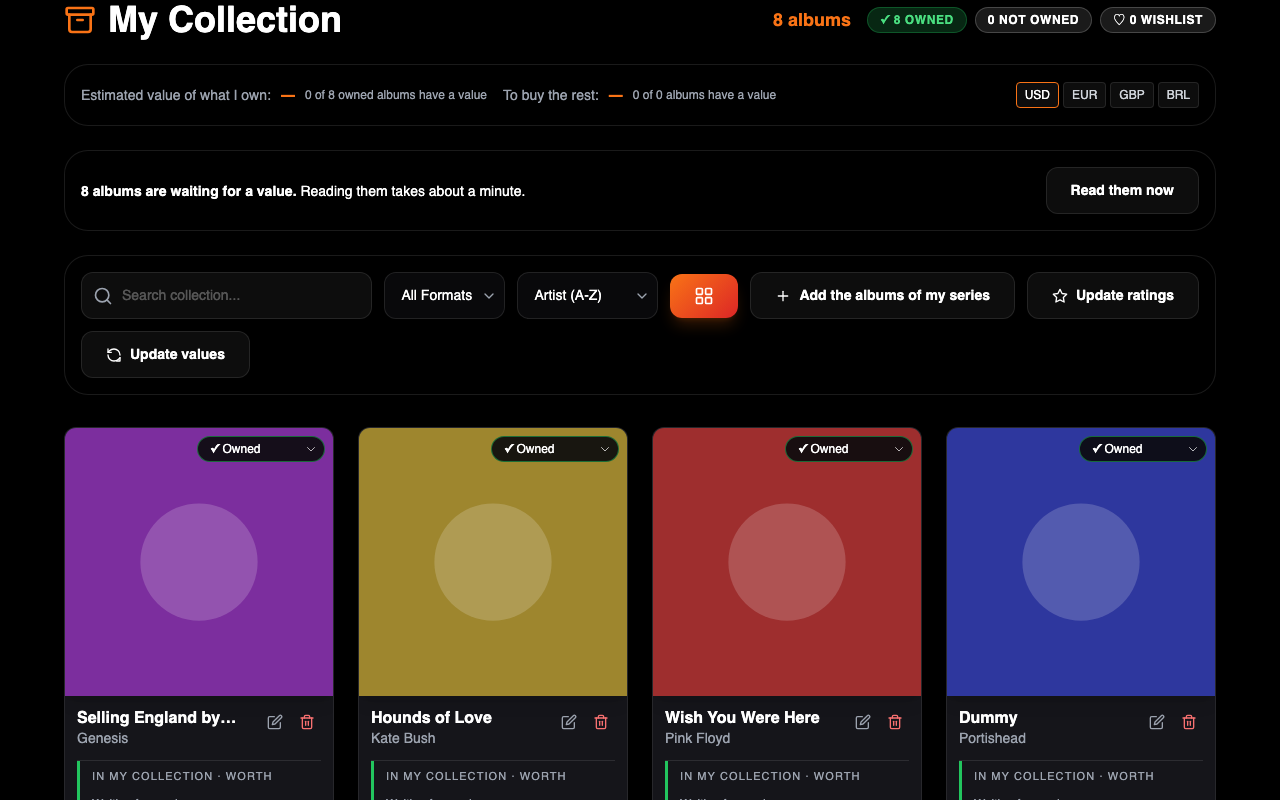 My Collection
8 albums
✓ 8 OWNED
0 NOT OWNED
♡ 0 WISHLIST
Estimated value of what I own: — 0 of 8 owned albums have a value To buy the rest: — 0 of 0 albums have a value
USD
EUR
GBP
BRL
8 albums are waiting for a value. Reading them takes about a minute.
Read them now
Search collection...
All Formats
Artist (A-Z)
Add the albums of my series
Update ratings
Update values
✓ Owned
✓ Owned
✓ Owned
✓ Owned
Selling England by…
Genesis
IN MY COLLECTION · WORTH
Hounds of Love
Kate Bush
IN MY COLLECTION · WORTH
Wish You Were Here
Pink Floyd
IN MY COLLECTION · WORTH
Dummy
Portishead
IN MY COLLECTION · WORTH